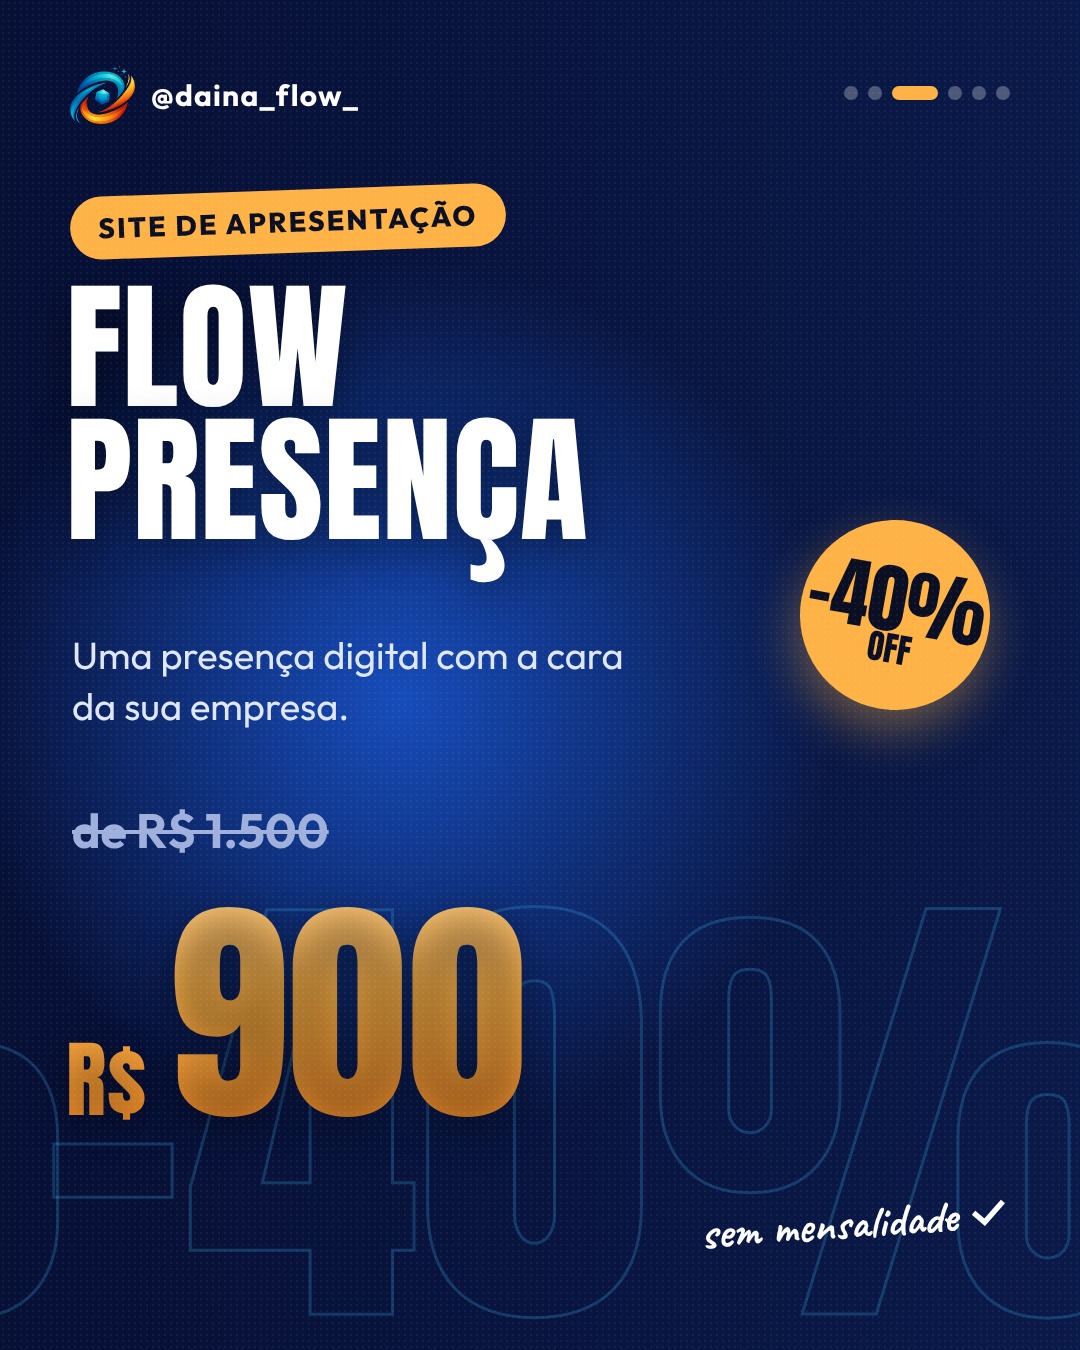 @daina_flow_
SITE DE APRESENTAÇÃO
FLOW
PRESENÇA
-40%
OFF
Uma presença digital com a cara
da sua empresa.
de R$ 1.500
R$ 900
-40%
sem mensalidade ✓